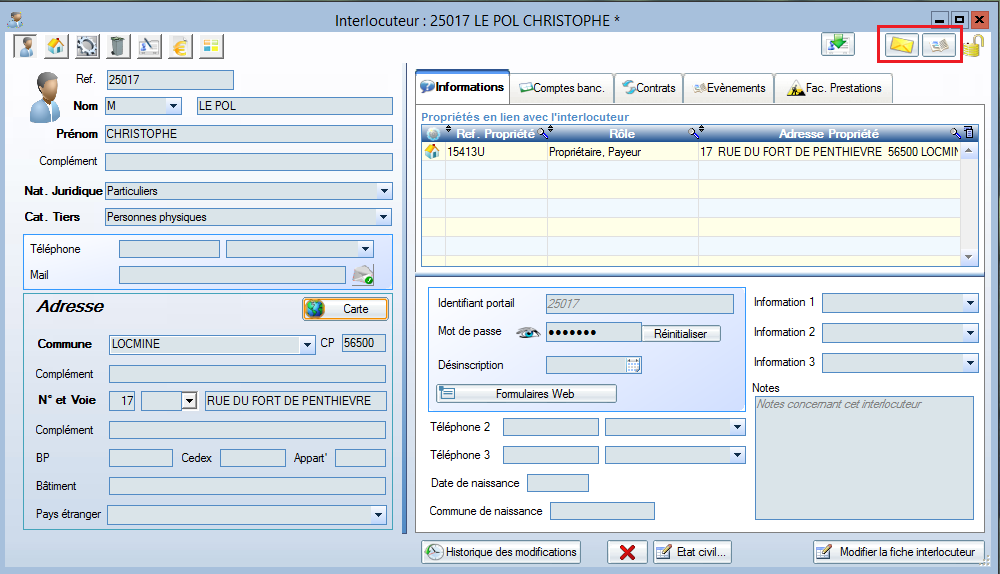 Interlocuteur : 25017 LE POL CHRISTOPHE *
Ref. 25017
Nom M LE POL
Prénom CHRISTOPHE
Complément
Nat. Juridique Particuliers
Cat. Tiers Personnes physiques
Téléphone
Mail
Adresse Carte
Commune LOCMINE CP 56500
Complément
N° et Voie 17 RUE DU FORT DE PENTHIEVRE
Complément
BP Cedex Appart'
Bâtiment
Pays étranger
Informations Comptes banc. Contrats Evènements Fac. Prestations
Propriétés en lien avec l'interlocuteur
Ref. Propriété Rôle Adresse Propriété
15413U Propriétaire, Payeur 17 RUE DU FORT DE PENTHIEVRE 56500 LOCMIN
Identifiant portail 25017
Mot de passe ●●●●●●● Réinitialiser
Désinscription
Formulaires Web
Téléphone 2
Téléphone 3
Date de naissance
Commune de naissance
Infomation 1
Infomation 2
Infomation 3
Notes
Notes concernant cet interlocuteur
Historique des modifications Etat civil... Modifier la fiche interlocuteur